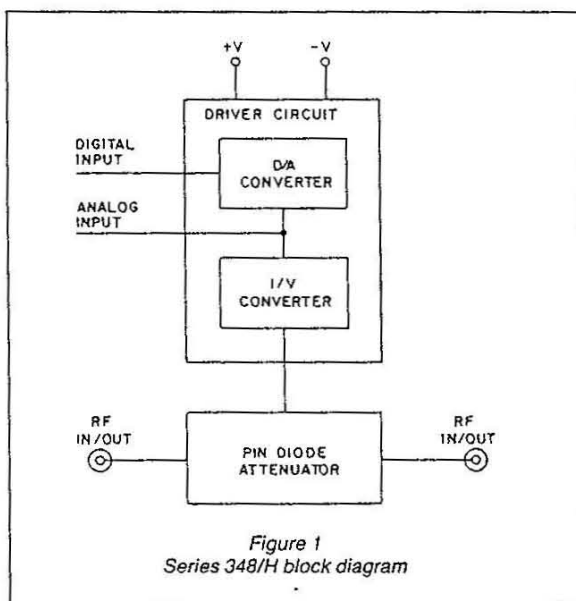 +V
-V
DRIVER CIRCUIT
DIGITAL
INPUT
D/A
CONVERTER
ANALOG
INPUT
I/V
CONVERTER
RF
IN/OUT
PIN DIODE
ATTENUATOR
RF
IN/OUT
Figure 1
Series 348/H block diagram